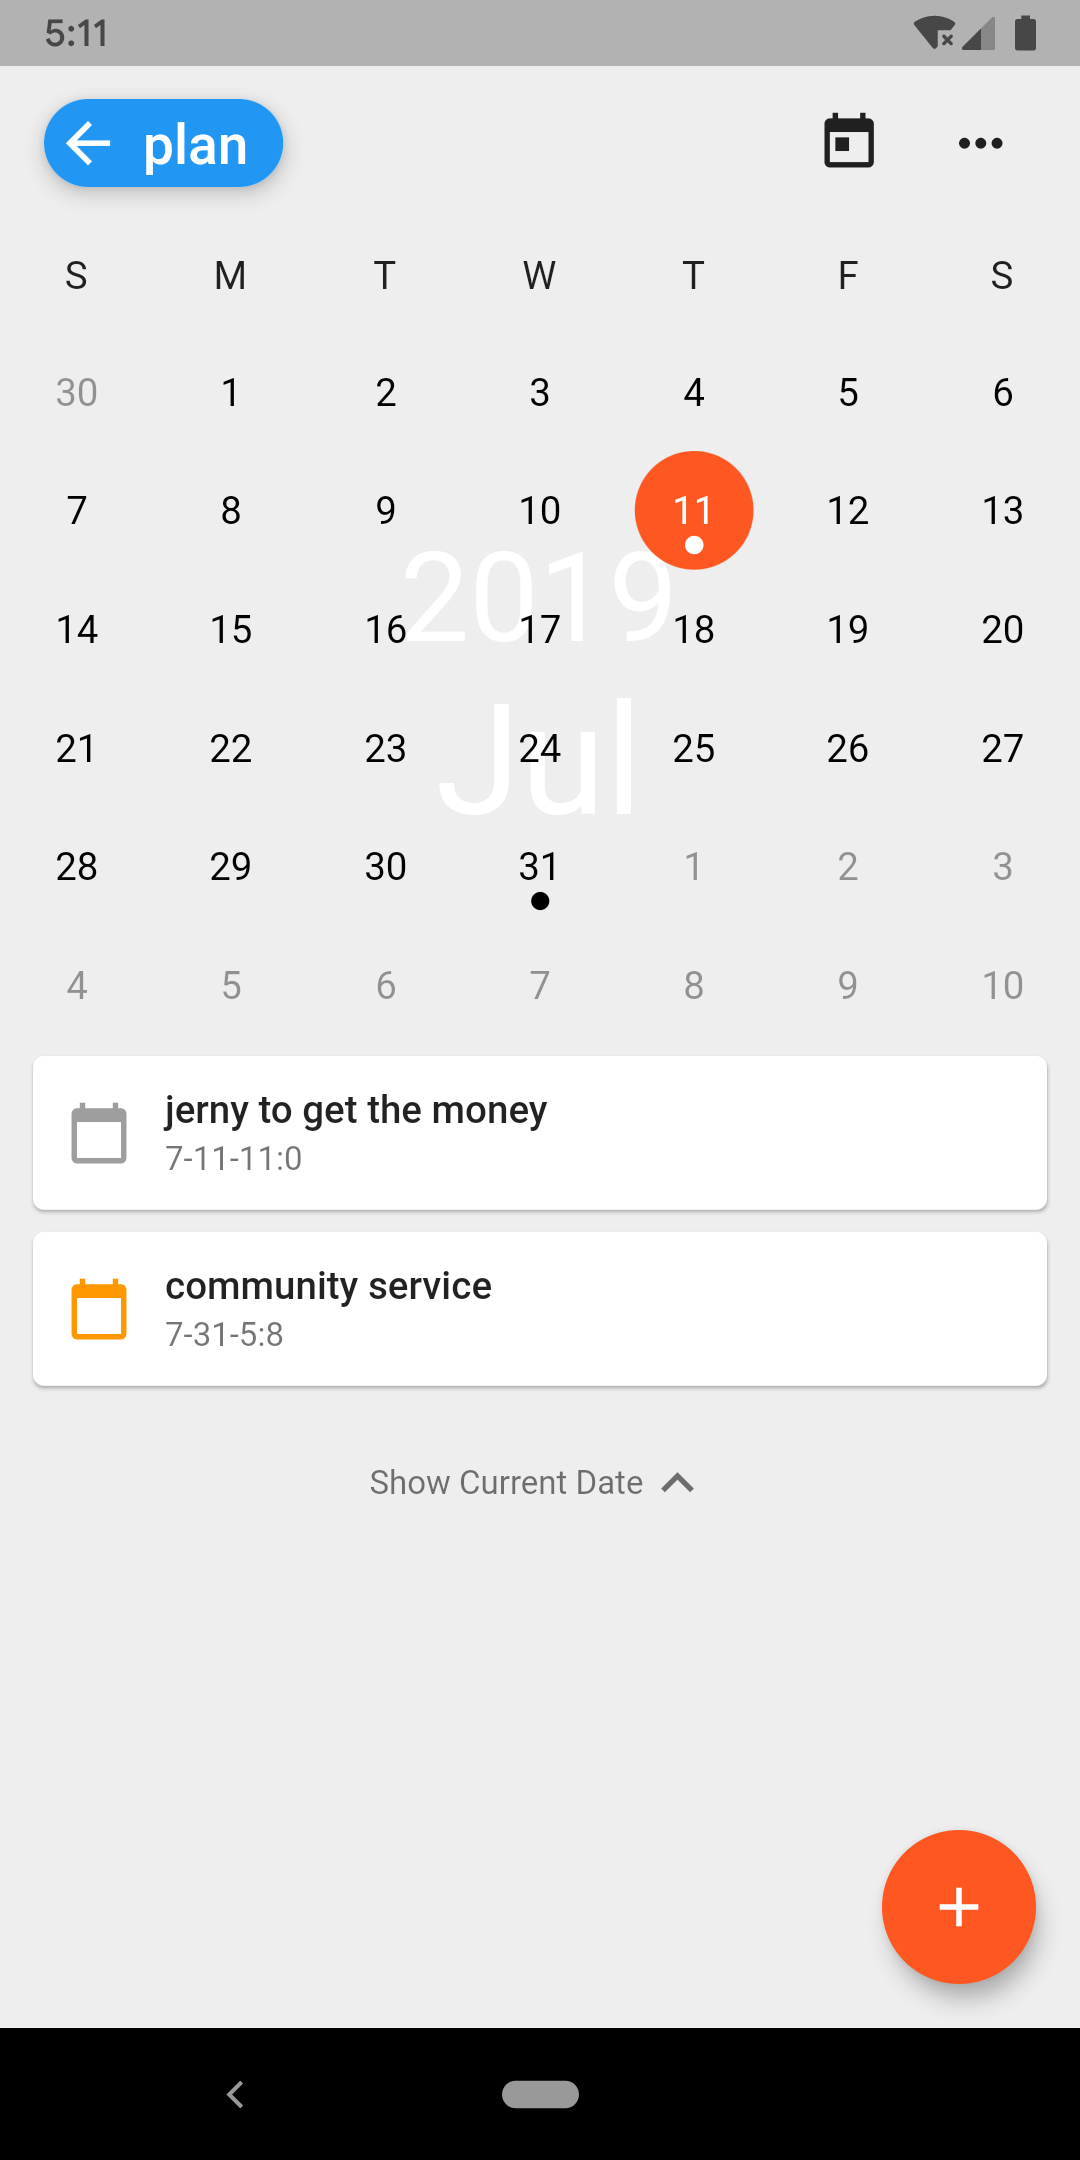 5:11
plan
S M T W T F S
30 1 2 3 4 5 6
7 8 9 10 11 12 13
2019
14 15 16 17 18 19 20
Jul
21 22 23 24 25 26 27
28 29 30 31 1 2 3
4 5 6 7 8 9 10
jerny to get the money
7-11-11:0
community service
7-31-5:8
Show Current Date